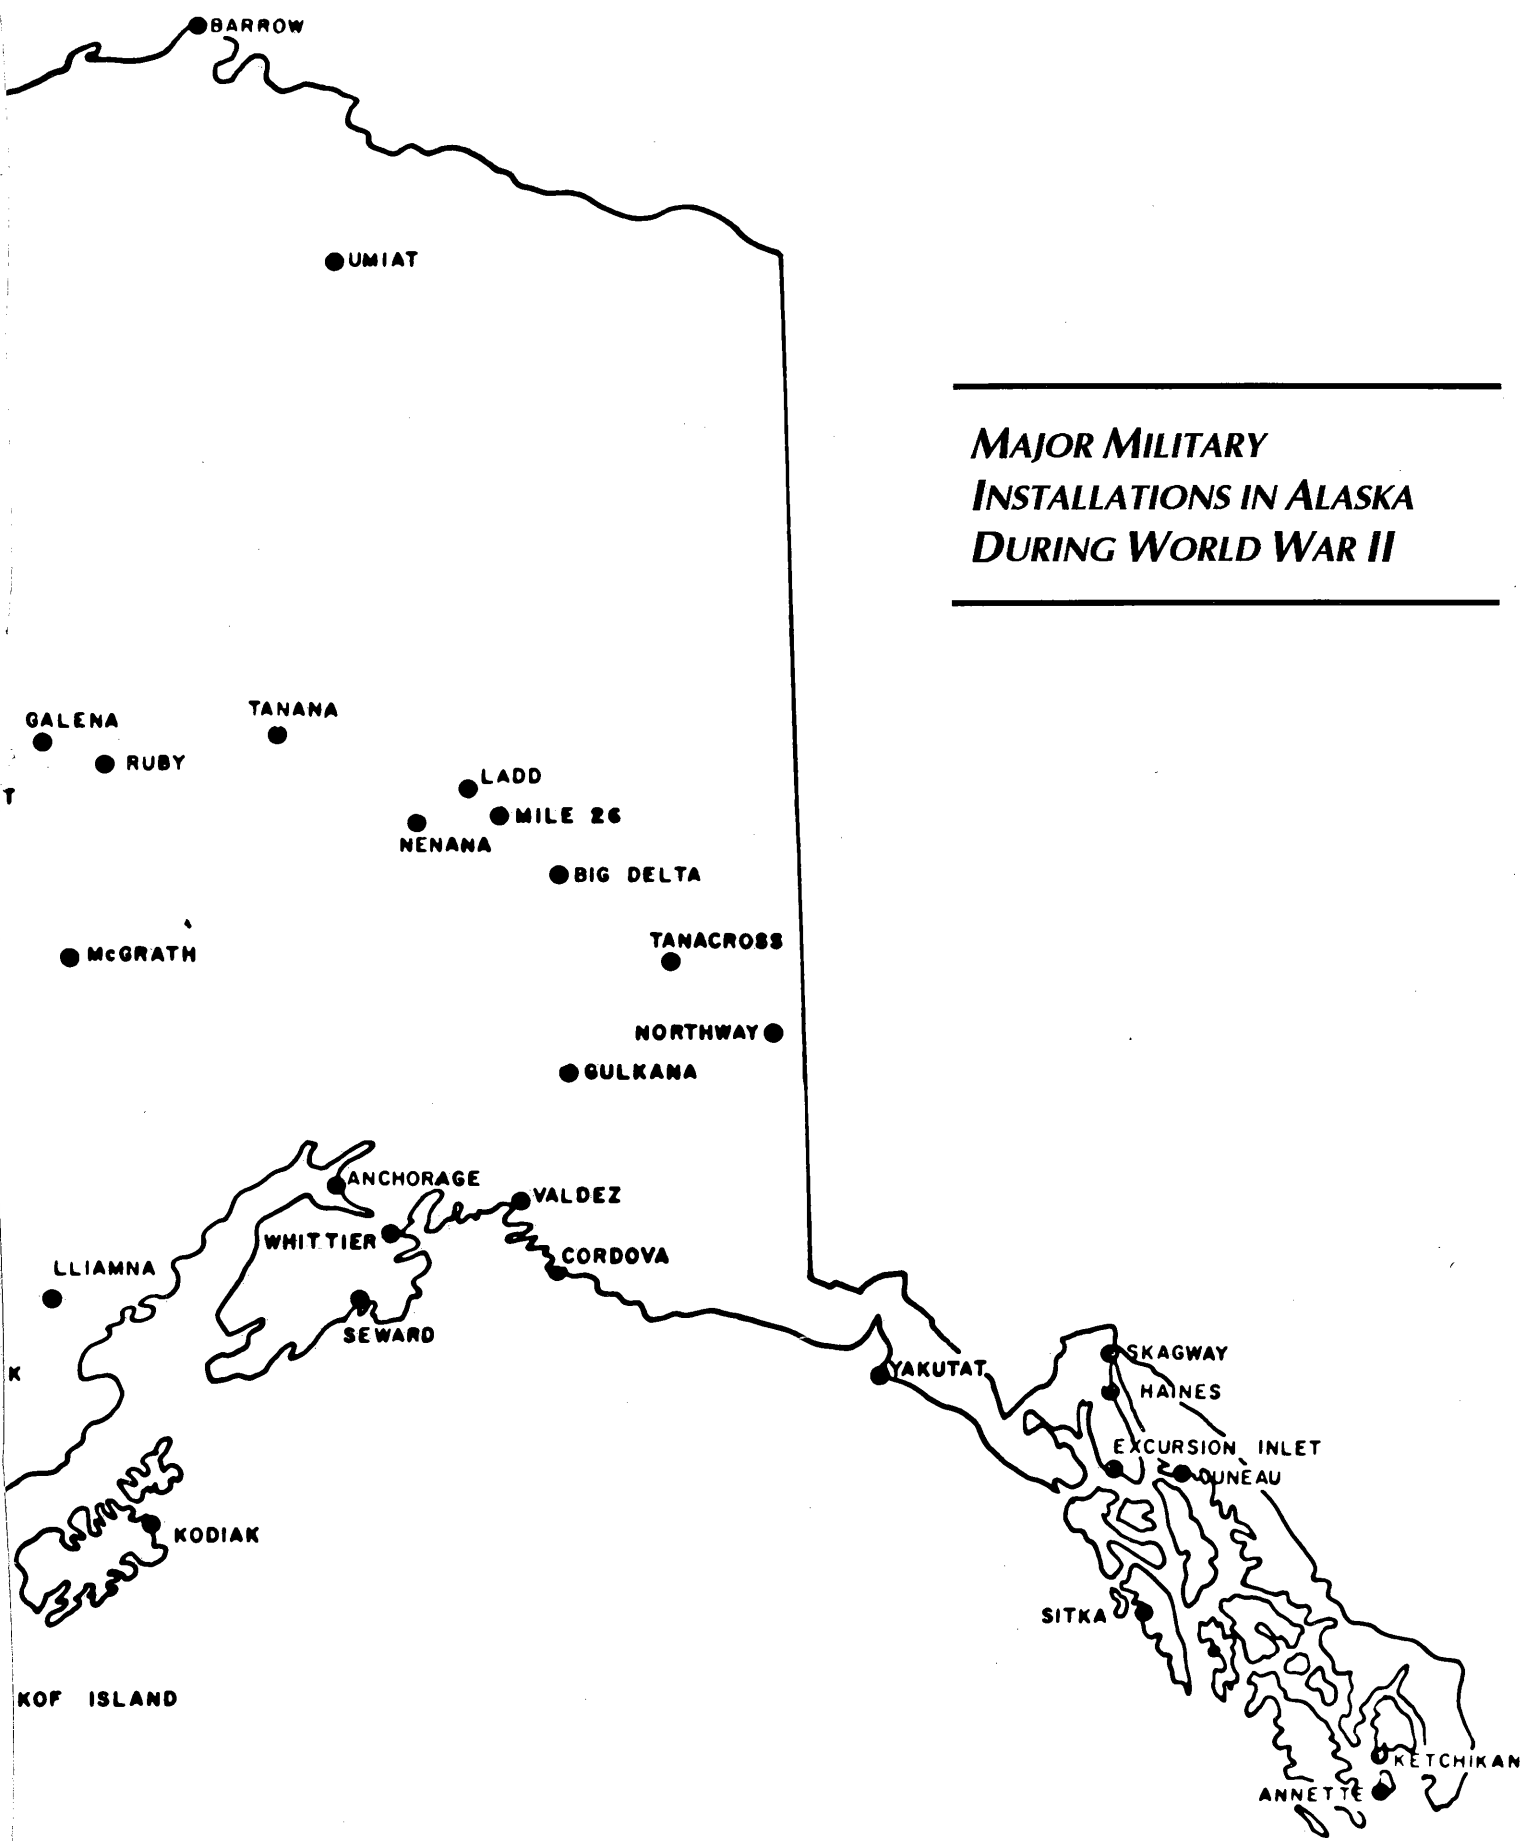 BARROW
UMIAT
MAJOR MILITARY
INSTALLATIONS IN ALASKA
DURING WORLD WAR II
GALENA
TANANA
RUBY
T
LADD
MILE 26
NENANA
BIG DELTA
McGRATH
TANACROSS
NORTHWAY
GULKANA
ANCHORAGE
VALDEZ
WHITTIER
CORDOVA
LLIAMNA
SEWARD
K
YAKUTAT
SKAGWAY
HAINES
EXCURSION INLET
OUNEAU
KODIAK
SITKA
KOF ISLAND
KETCHIKAN
ANNETTE